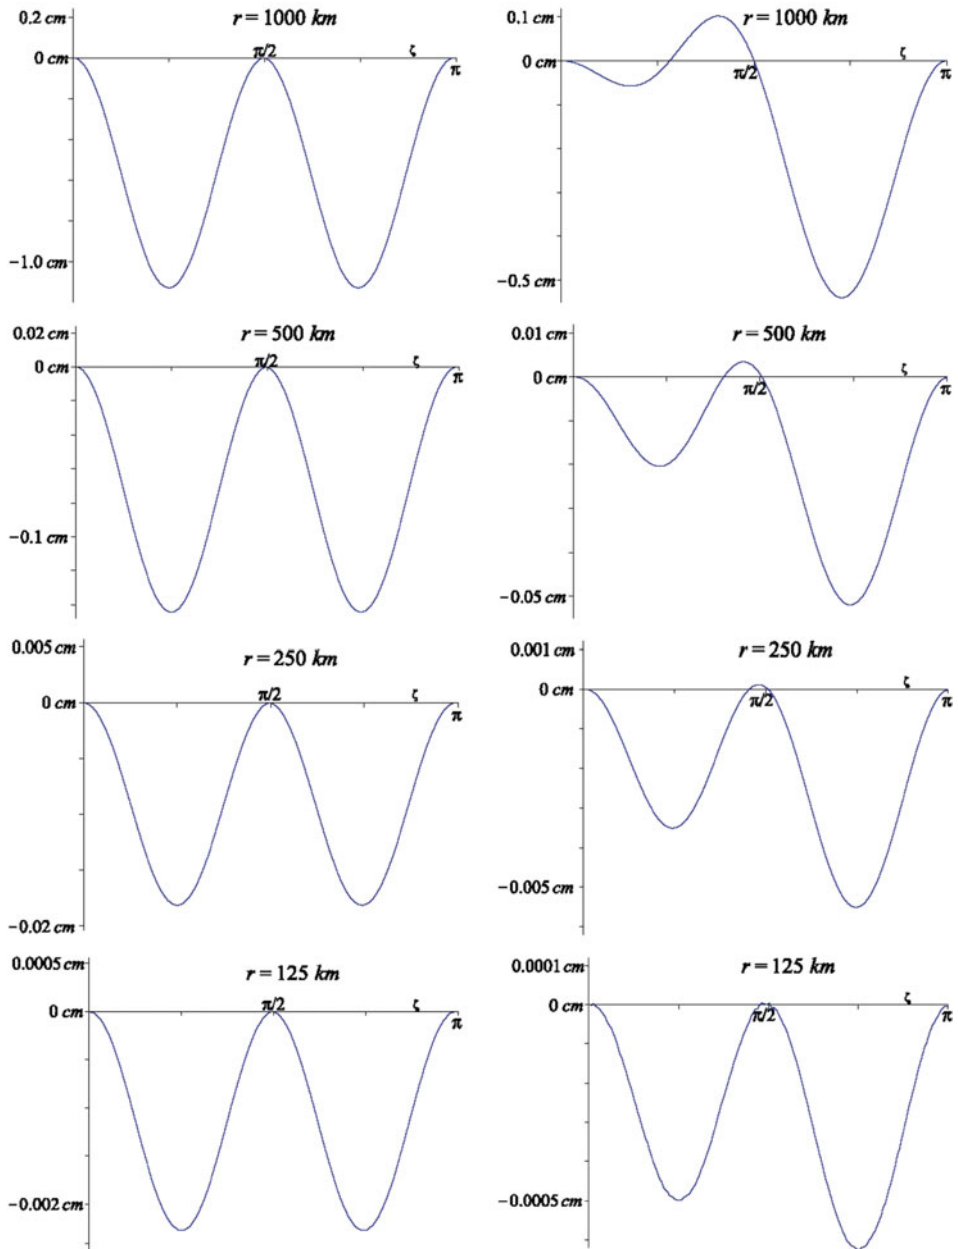 0.2 cm
r = 1000 km
0 cm
π/2
ζ
π
−1.0 cm
0.1 cm
r = 1000 km
0 cm
π/2
ζ
π
−0.5 cm
0.02 cm
r = 500 km
0 cm
π/2
ζ
π
−0.1 cm
0.01 cm
r = 500 km
0 cm
π/2
ζ
π
−0.05 cm
0.005 cm
r = 250 km
0 cm
π/2
ζ
π
−0.02 cm
0.001 cm
r = 250 km
0 cm
π/2
ζ
π
−0.005 cm
0.0005 cm
r = 125 km
0 cm
π/2
ζ
π
−0.002 cm
0.0001 cm
r = 125 km
0 cm
π/2
ζ
π
−0.0005 cm